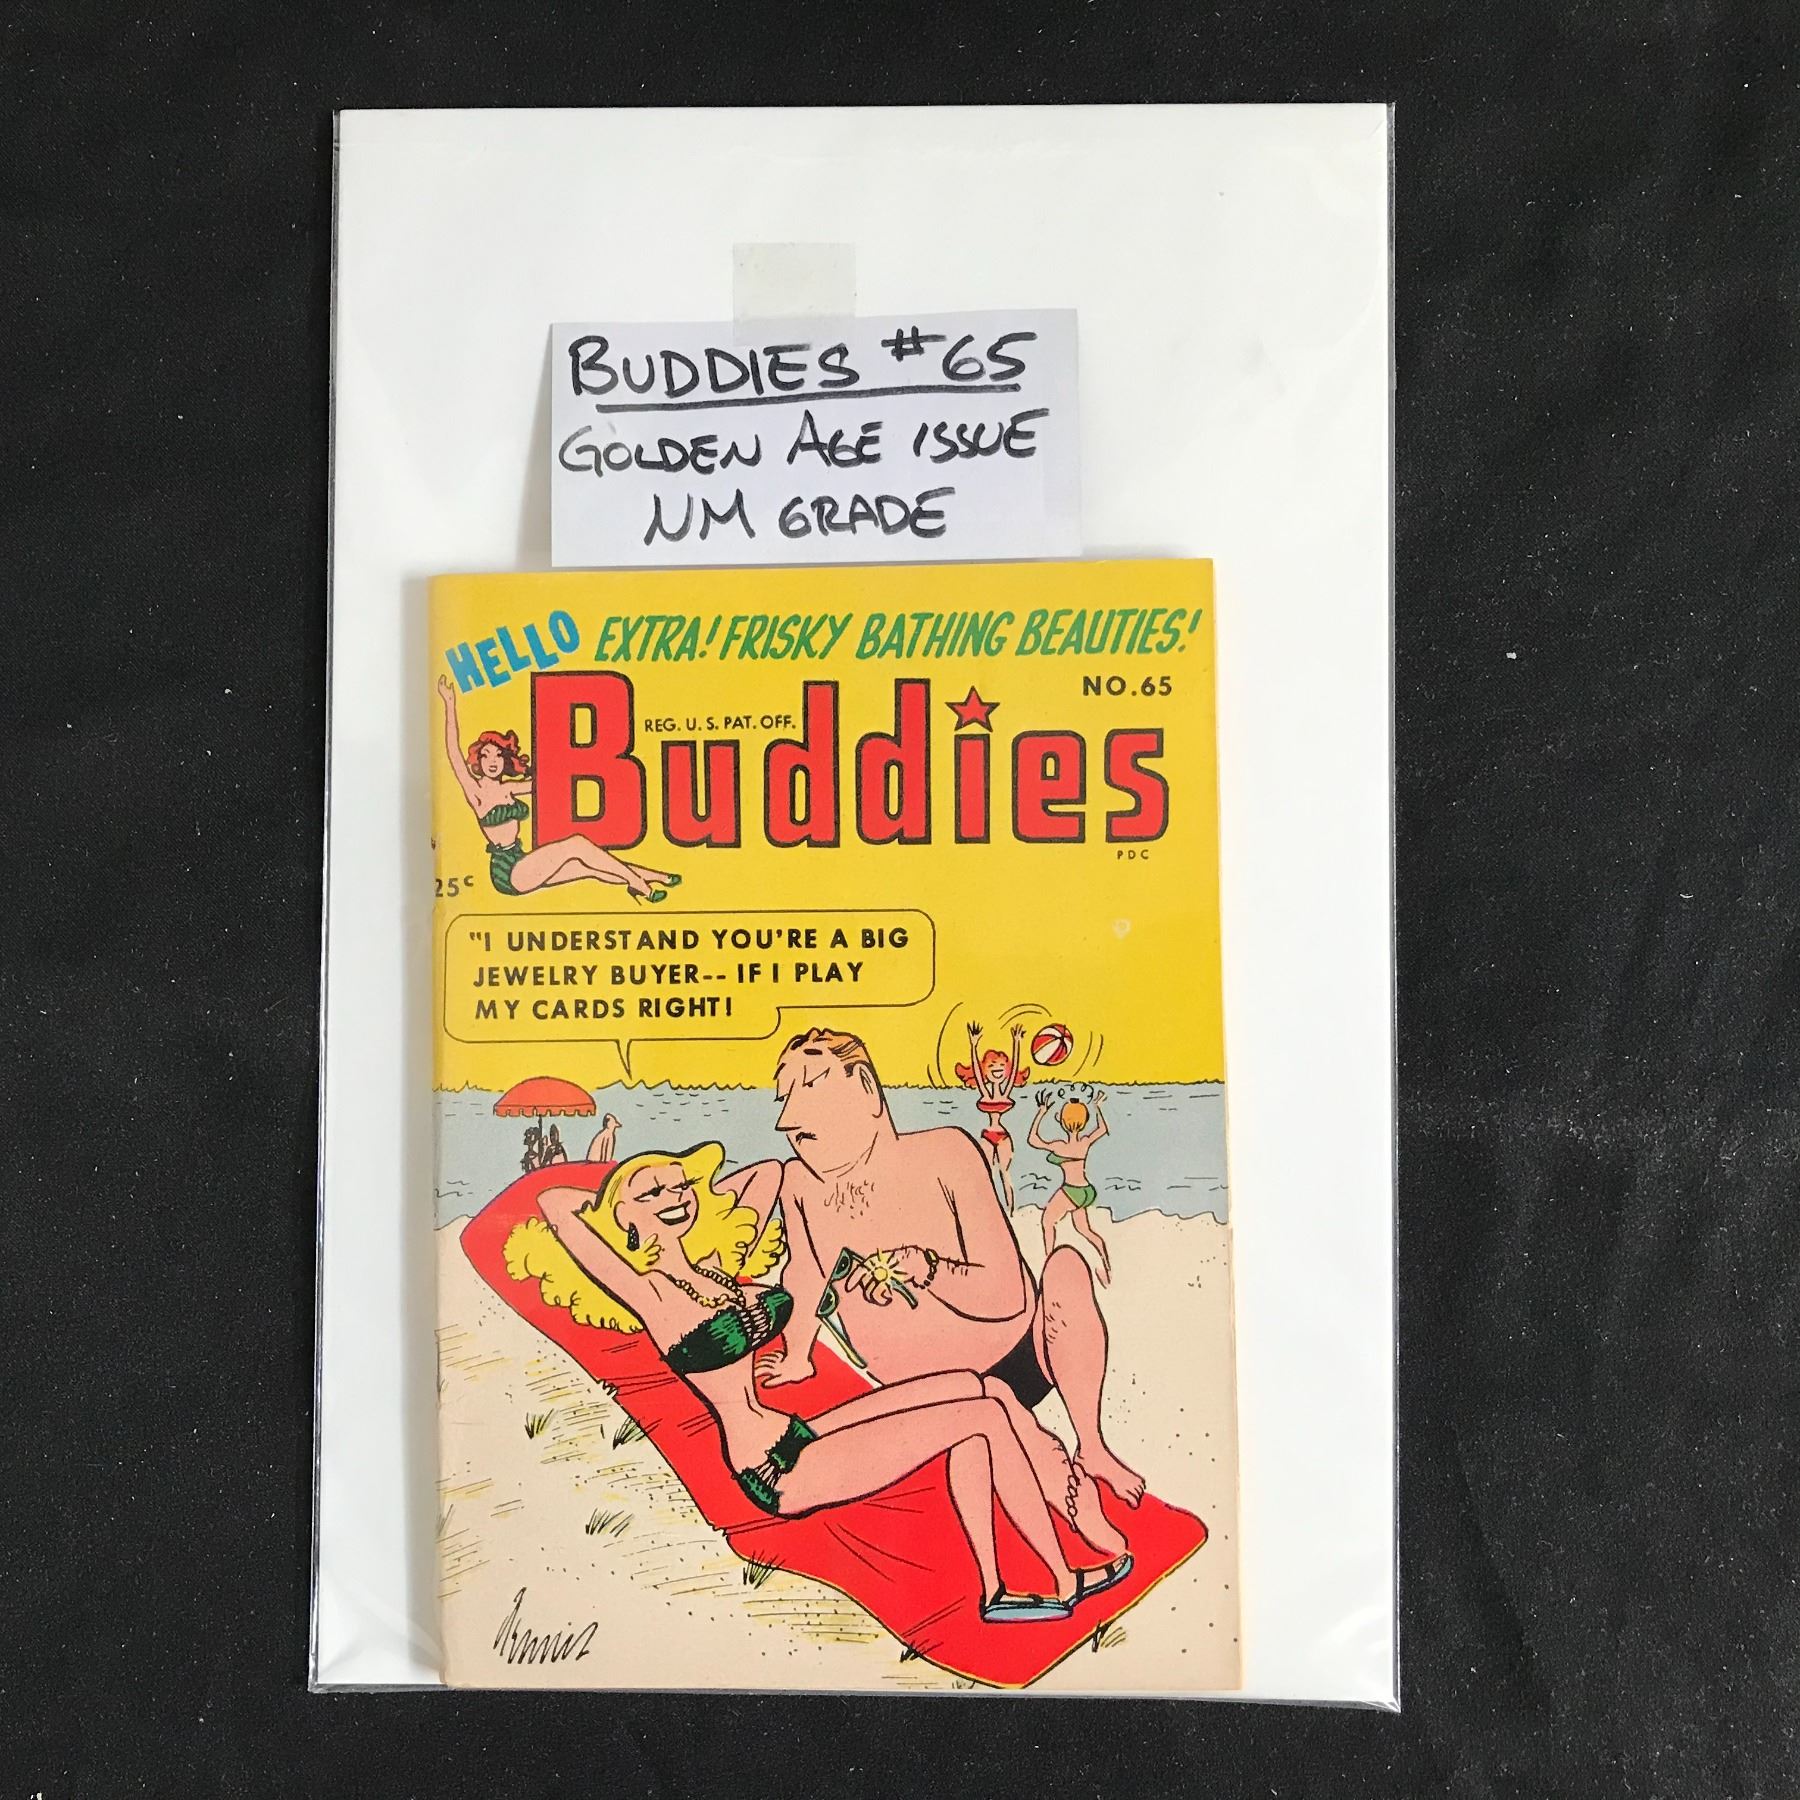 BUDDIES #65
GOLDEN AGE ISSUE
NM GRADE
HELLO EXTRA! FRISKY BATHING BEAUTIES!
NO.65
Buddies
REG. U. S. PAT. OFF.
PDC
25¢
"I UNDERSTAND YOU'RE A BIG
JEWELRY BUYER-- IF I PLAY
MY CARDS RIGHT!